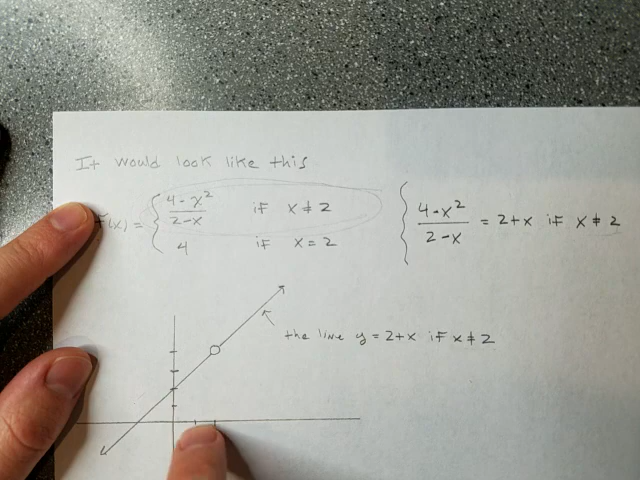 It would look like this
f(x) = { 4-x² / 2-x if x ≠ 2
4 if x = 2
{ 4-x² / 2-x = 2+x if x ≠ 2
the line y = 2+x if x ≠ 2